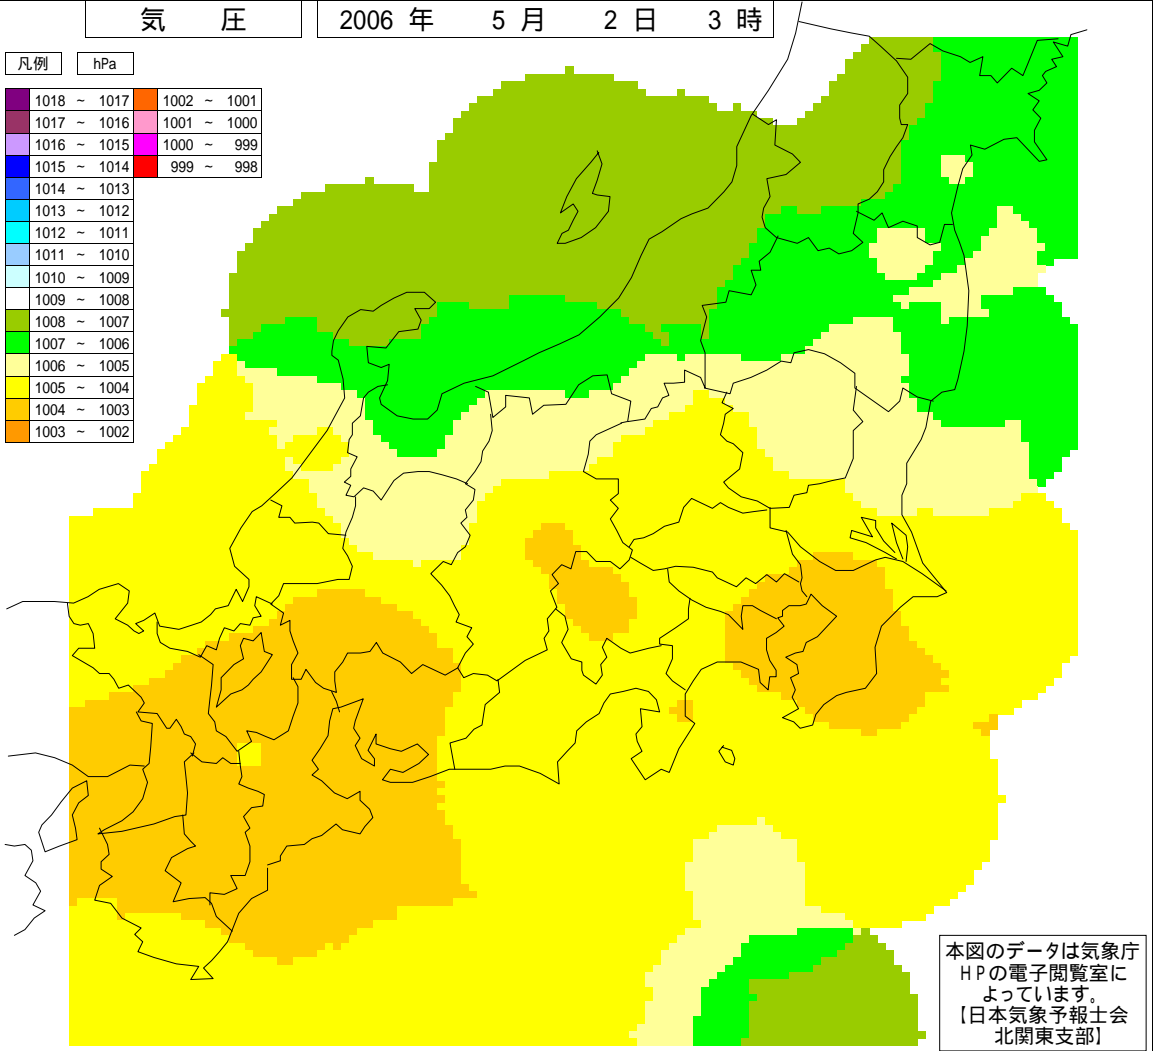 気 圧
2006 年 5 月 2 日 3 時
凡例 hPa
1018 ～ 1017 1002 ～ 1001
1017 ～ 1016 1001 ～ 1000
1016 ～ 1015 1000 ～ 999
1015 ～ 1014 999 ～ 998
1014 ～ 1013
1013 ～ 1012
1012 ～ 1011
1011 ～ 1010
1010 ～ 1009
1009 ～ 1008
1008 ～ 1007
1007 ～ 1006
1006 ～ 1005
1005 ～ 1004
1004 ～ 1003
1003 ～ 1002
本図のデータは気象庁
HPの電子閲覧室に
よっています。
【日本気象予報士会
北関東支部】